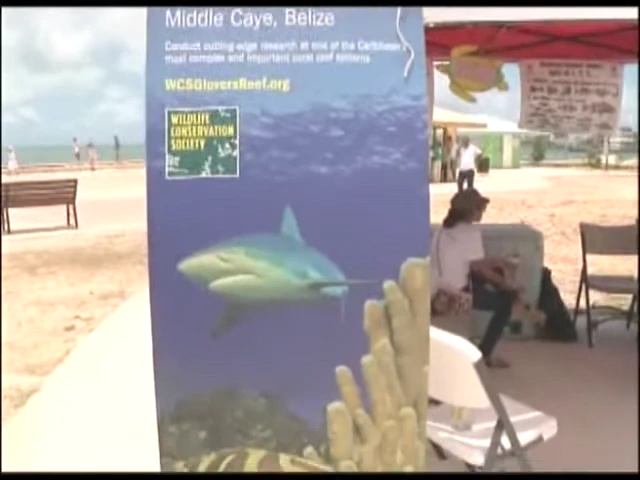 Middle Caye, Belize
Conduct cutting-edge research at one of the Caribbean's
most complex and important coral reef systems
WCSGloversReef.org
WILDLIFE
CONSERVATION
SOCIETY